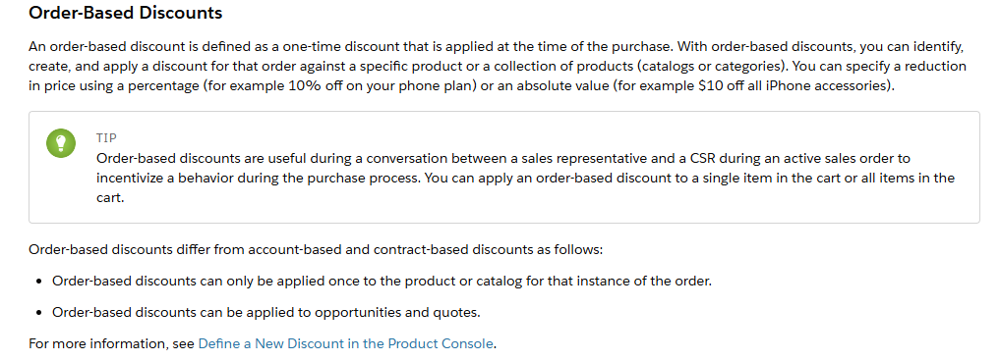 Order-Based Discounts
An order-based discount is defined as a one-time discount that is applied at the time of the purchase. With order-based discounts, you can identify,
create, and apply a discount for that order against a specific product or a collection of products (catalogs or categories). You can specify a reduction
in price using a percentage (for example 10% off on your phone plan) or an absolute value (for example $10 off all iPhone accessories).
TIP
Order-based discounts are useful during a conversation between a sales representative and a CSR during an active sales order to
incentivize a behavior during the purchase process. You can apply an order-based discount to a single item in the cart or all items in the
cart.
Order-based discounts differ from account-based and contract-based discounts as follows:
• Order-based discounts can only be applied once to the product or catalog for that instance of the order.
• Order-based discounts can be applied to opportunities and quotes.
For more information, see Define a New Discount in the Product Console.